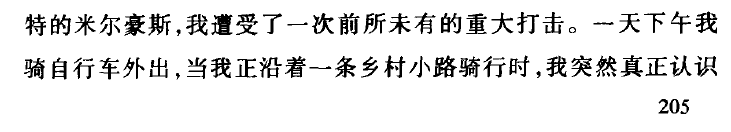 特的米尔豪斯,我遭受了一次前所未有的重大打击。一天下午我
骑自行车外出,当我正沿着一条乡村小路骑行时,我突然真正认识
205